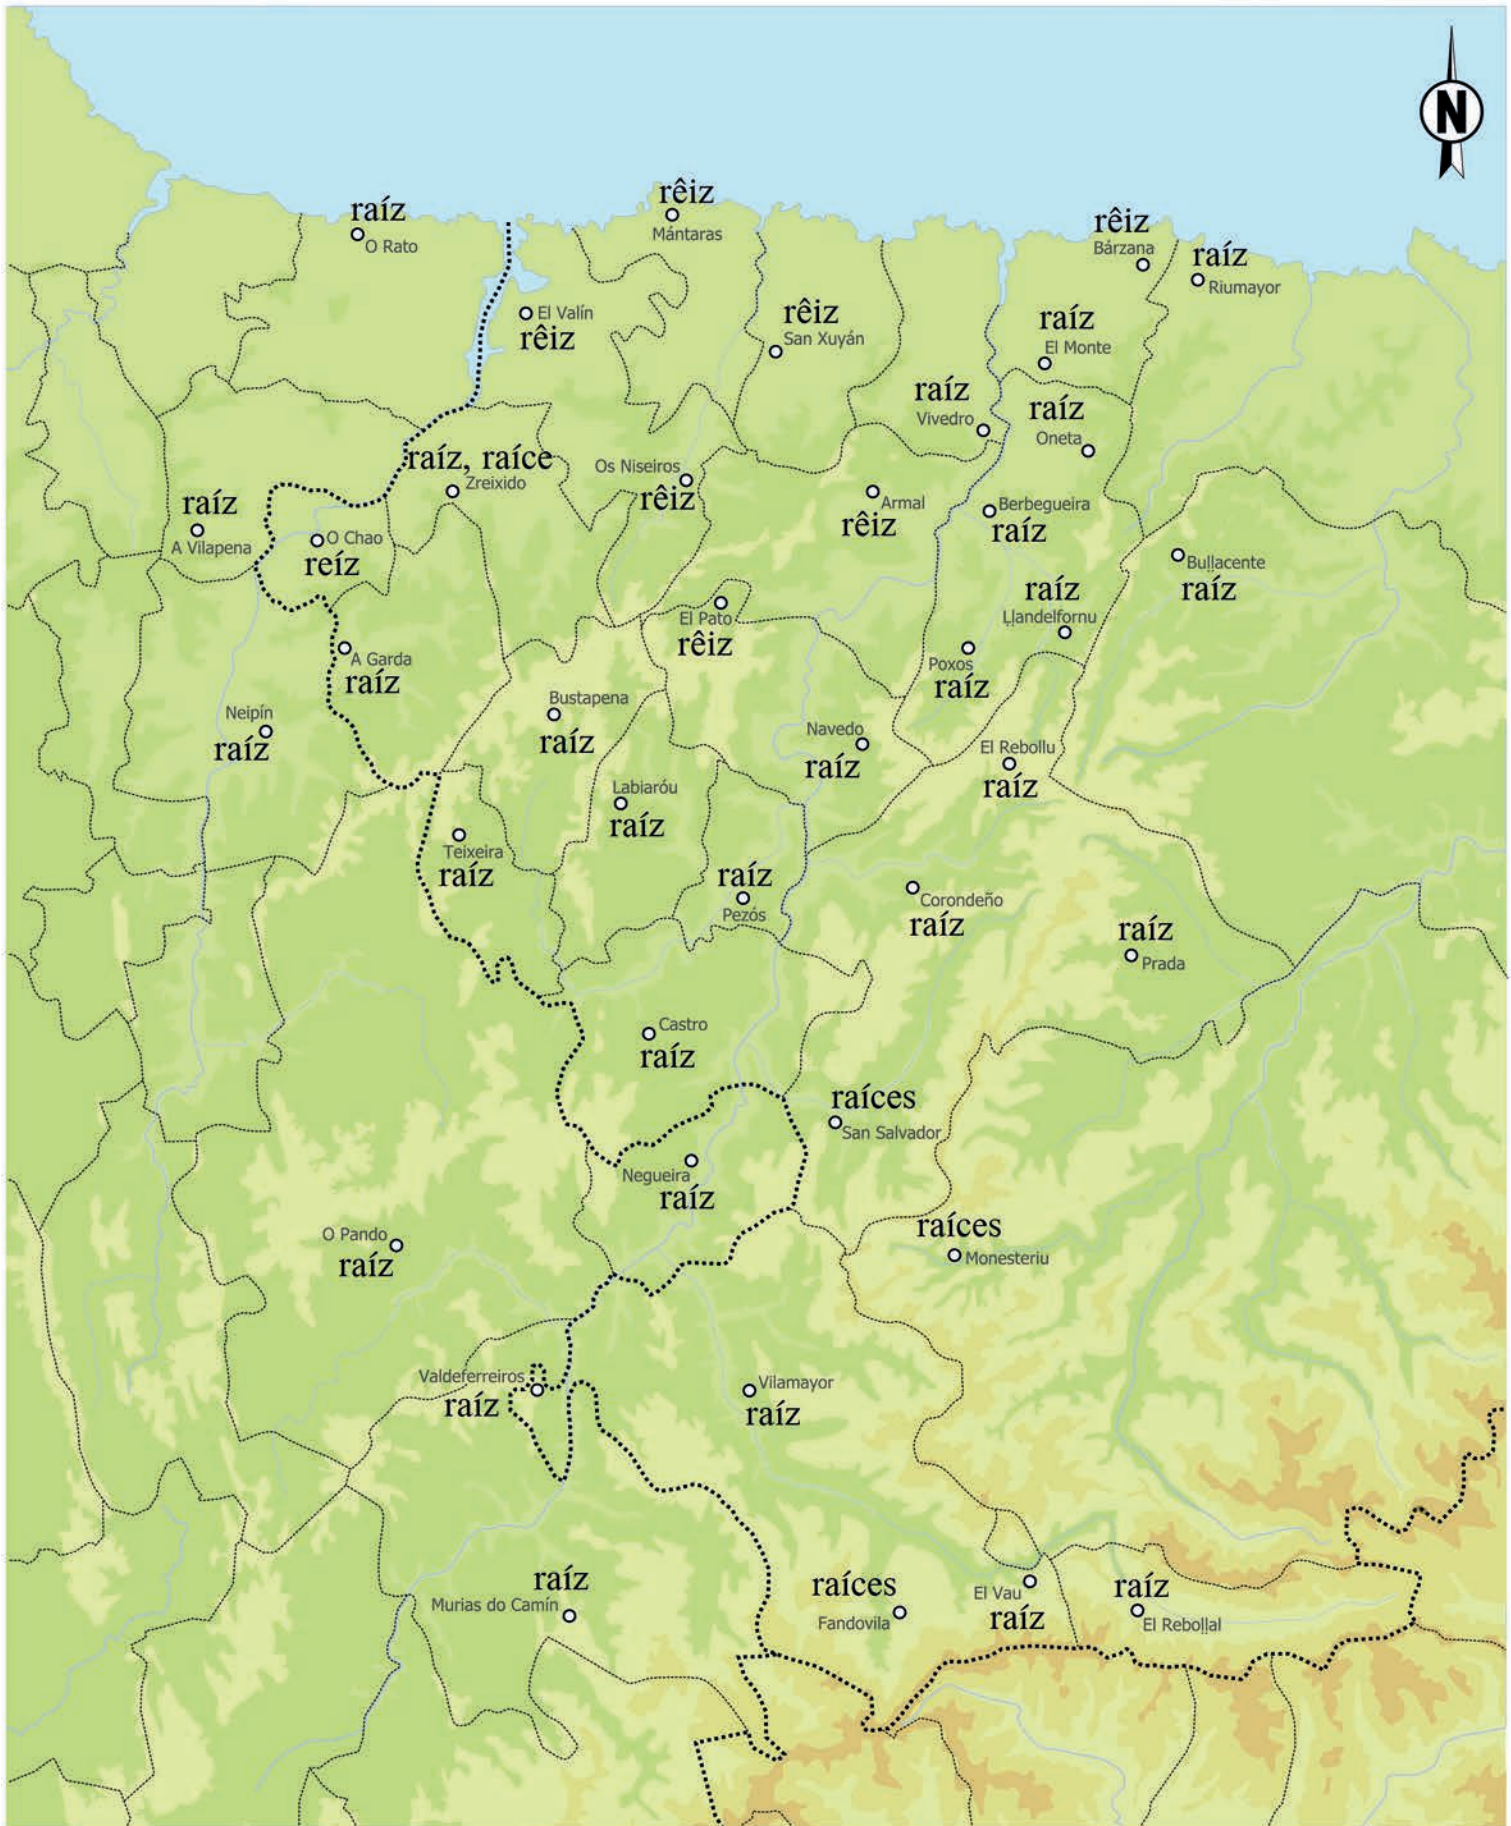 N
rêiz
Mántaras
raíz
O Rato
rêiz
Bárzana
raíz
Riumayor
El Valín
rêiz
rêiz
San Xuyán
raíz
El Monte
raíz
Vivedro
raíz
Oneta
raíz, raíce
Zreixido
Os Niseiros
rêiz
raíz
A Vilapena
Armal
rêiz
Berbegueira
raíz
O Chao
reíz
Buḷḷacente
raíz
raíz
Ḷḷandelfornu
El Pato
rêiz
A Garda
raíz
Poxos
raíz
Bustapena
raíz
Neipín
raíz
Navedo
raíz
El Rebollu
raíz
Labiaróu
raíz
Teixeira
raíz
raíz
Pezós
Corondeño
raíz
raíz
Prada
Castro
raíz
raíces
San Salvador
Negueira
raíz
O Pando
raíz
raíces
Monesteriu
Valdeferreiros
raíz
Vilamayor
raíz
raíz
Murias do Camín
raíces
Fandovila
El Vau
raíz
raíz
El Reboḷḷal